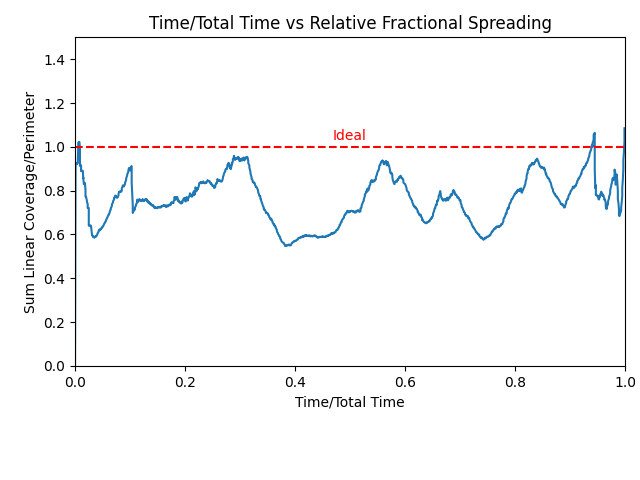 Time/Total Time vs Relative Fractional Spreading
Sum Linear Coverage/Perimeter
1.4
1.2
1.0
0.8
0.6
0.4
0.2
0.0
Ideal
0.0 0.2 0.4 0.6 0.8 1.0
Time/Total Time